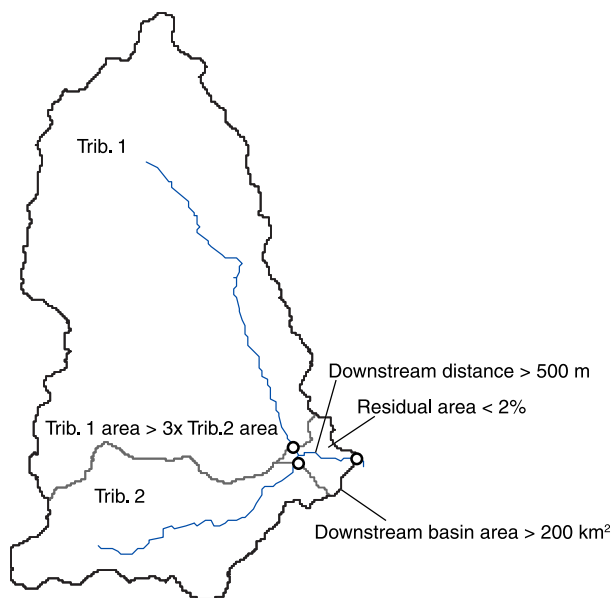 Trib. 1
Downstream distance > 500 m
Residual area < 2%
Trib. 1 area > 3x Trib.2 area
Trib. 2
Downstream basin area > 200 km²